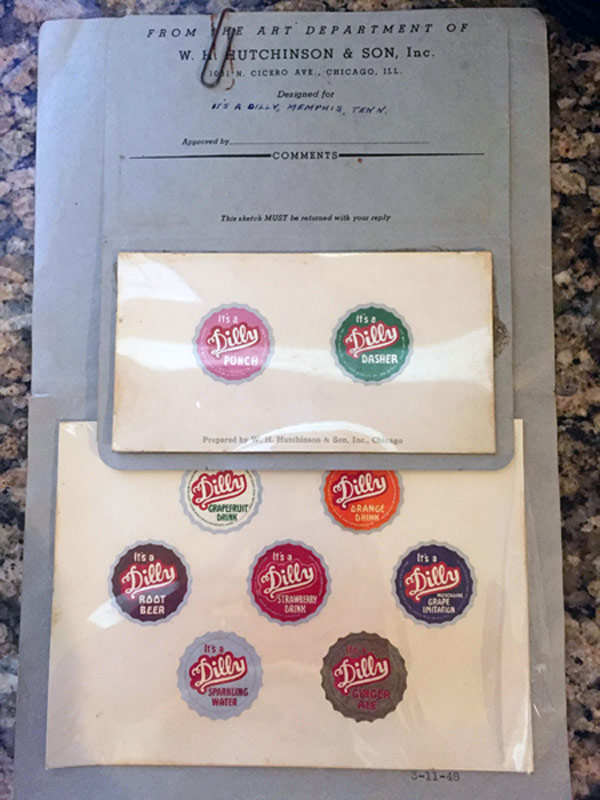 FROM THE ART DEPARTMENT OF
W. H. HUTCHINSON & SON, Inc.
1031 N. CICERO AVE., CHICAGO, ILL.
Designed for
IT'S A DILLY, MEMPHIS, TENN.
Approved by
COMMENTS
This sketch MUST be returned with your reply
It's a
Dilly
PUNCH
It's a
Dilly
DASHER
Prepared by W. H. Hutchinson & Son, Inc., Chicago
Dilly
GRAPEFRUIT
DRINK
Dilly
ORANGE
DRINK
It's a
Dilly
ROOT
BEER
It's a
Dilly
STRAWBERRY
DRINK
It's a
Dilly
GRAPE
IMITATION
It's a
Dilly
SPARKLING
WATER
It's a
Dilly
GINGER
ALE
3-11-48